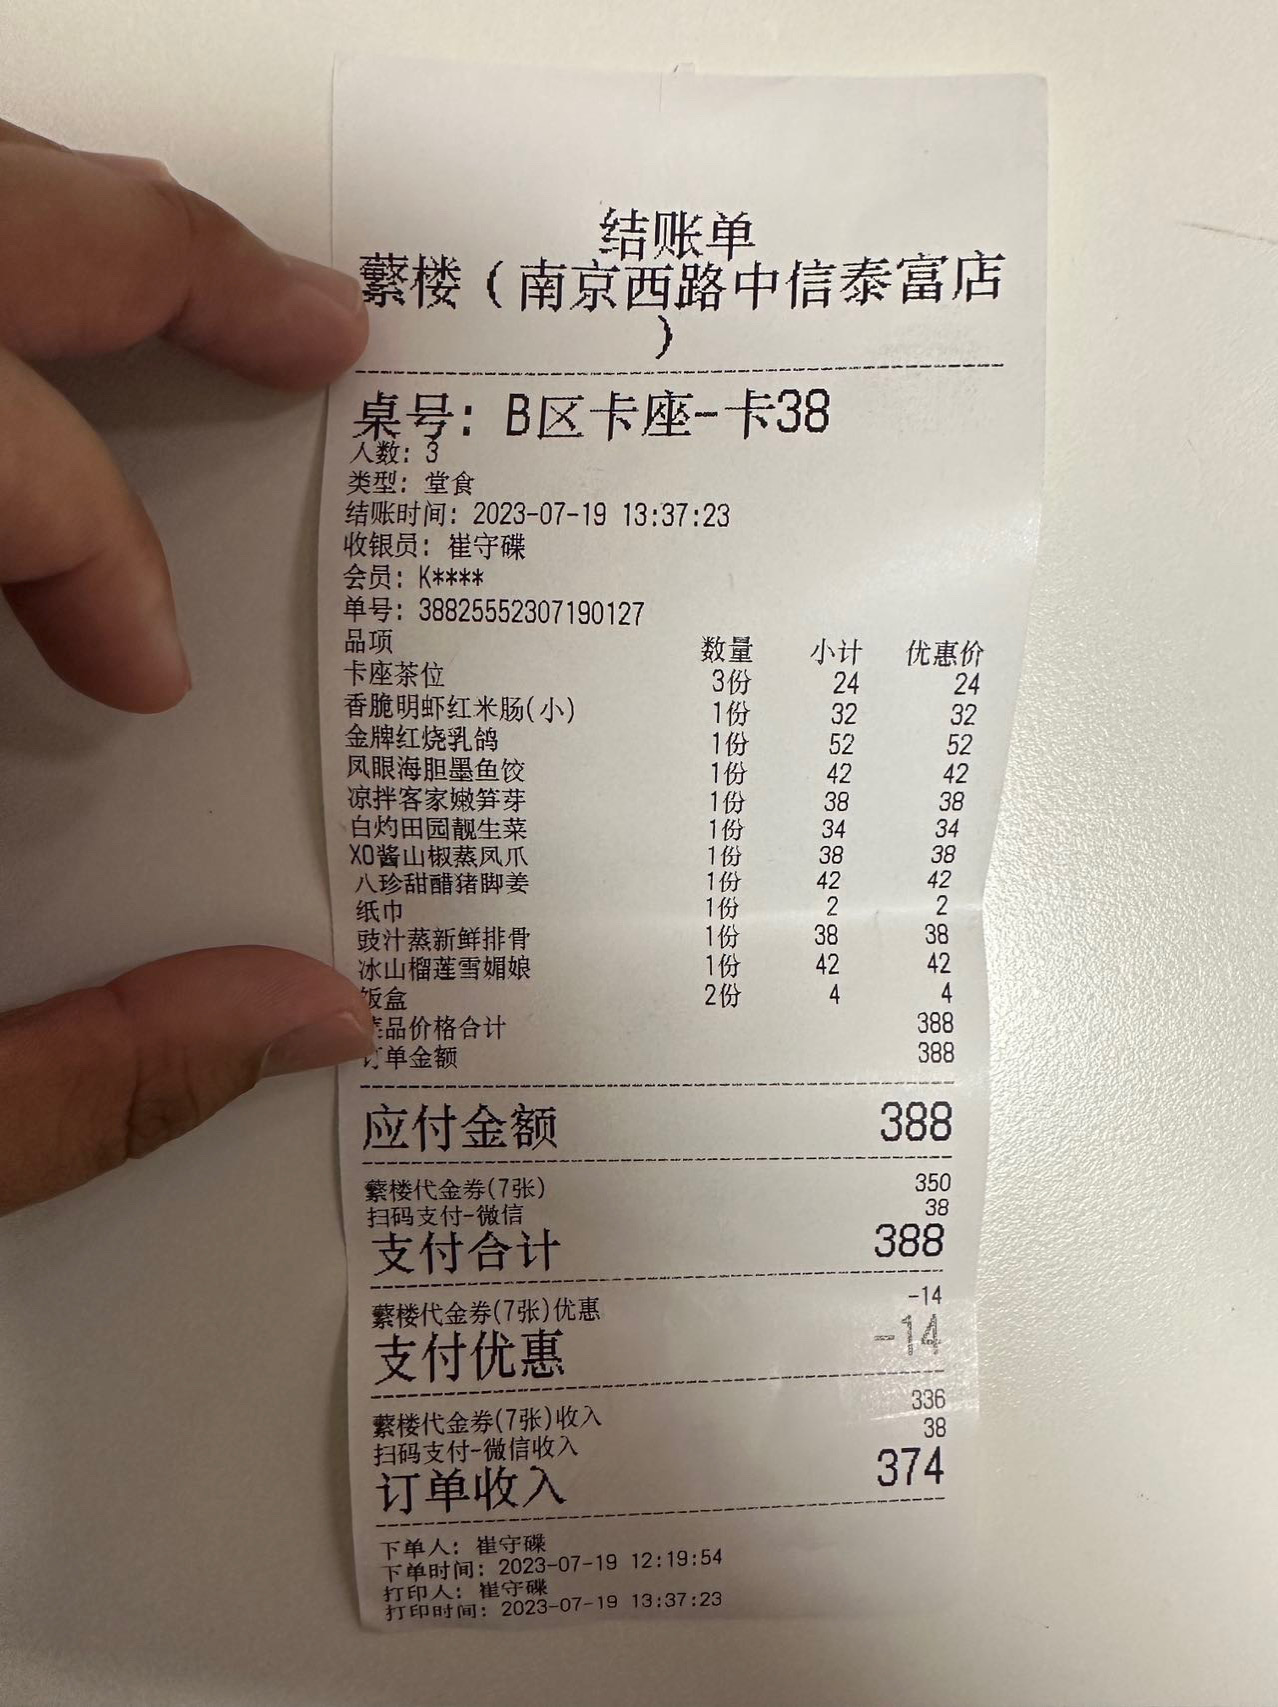 结账单
蘩楼（南京西路中信泰富店
）
桌号: B区卡座-卡38
人数: 3
类型: 堂食
结账时间: 2023-07-19 13:37:23
收银员: 崔守碟
会员: K****
单号: 38825552307190127
品项 数量 小计 优惠价
卡座茶位 3份 24 24
香脆明虾红米肠(小) 1份 32 32
金牌红烧乳鸽 1份 52 52
凤眼海胆墨鱼饺 1份 42 42
凉拌客家嫩笋芽 1份 38 38
白灼田园靓生菜 1份 34 34
XO酱山椒蒸凤爪 1份 38 38
八珍甜醋猪脚姜 1份 42 42
纸巾 1份 2 2
豉汁蒸新鲜排骨 1份 38 38
冰山榴莲雪媚娘 1份 42 42
饭盒 2份 4 4
菜品价格合计 388
订单金额 388
应付金额 388
蘩楼代金券(7张) 350
扫码支付-微信 38
支付合计 388
蘩楼代金券(7张)优惠 -14
支付优惠 -14
蘩楼代金券(7张)收入 336
扫码支付-微信收入 38
订单收入 374
下单人: 崔守碟
下单时间: 2023-07-19 12:19:54
打印人: 崔守碟
打印时间: 2023-07-19 13:37:23